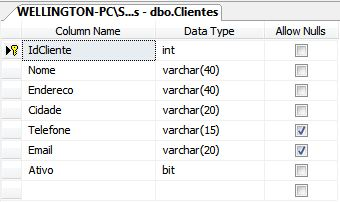 WELLINGTON-PC\S...s - dbo.Clientes
Column Name Data Type Allow Nulls
IdCliente int
Nome varchar(40)
Endereco varchar(40)
Cidade varchar(20)
Telefone varchar(15)
Email varchar(20)
Ativo bit